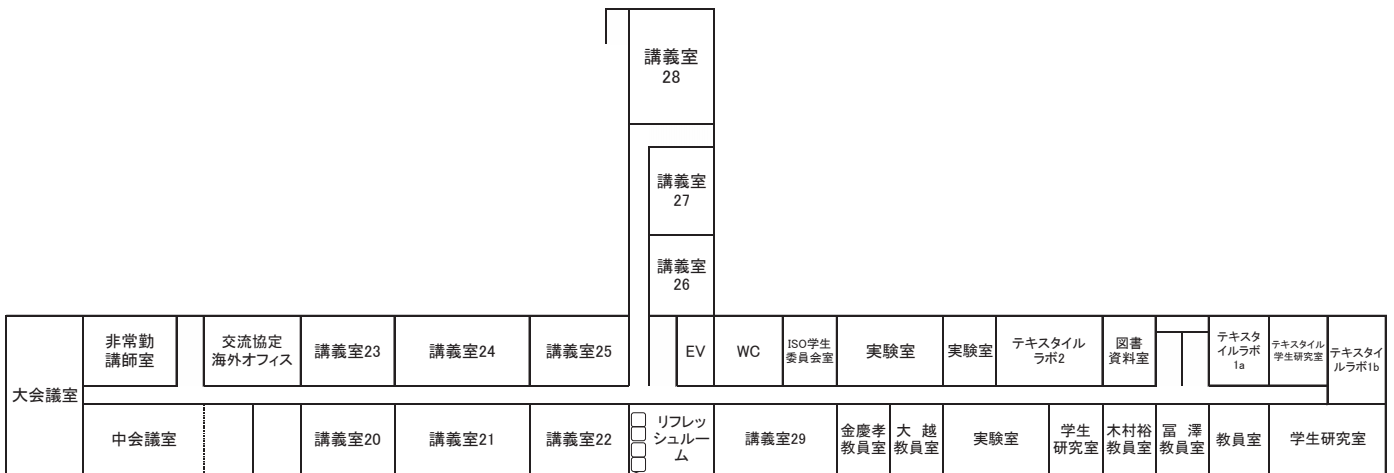 講義室
28
講義室
27
講義室
26
大会議室
非常勤
講師室
交流協定
海外オフィス
講義室23
講義室24
講義室25
EV
WC
ISO学生
委員会室
実験室
実験室
テキスタイル
ラボ2
図書
資料室
テキスタ
イルラボ
1a
テキスタイル
学生研究室
テキスタイ
ルラボ1b
中会議室
講義室20
講義室21
講義室22
リフレッ
シュルー
ム
講義室29
金慶孝
教員室
大 越
教員室
実験室
学生
研究室
木村裕
教員室
冨 澤
教員室
教員室
学生研究室